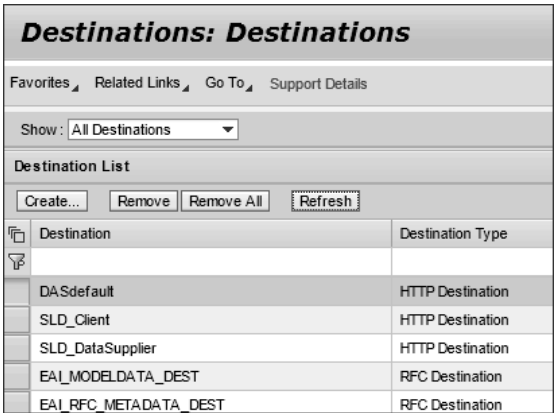 Destinations: Destinations
Favorites Related Links Go To Support Details
Show : All Destinations
Destination List
Create... Remove Remove All Refresh
Destination Destination Type
DASdefault HTTP Destination
SLD_Client HTTP Destination
SLD_DataSupplier HTTP Destination
EAI_MODELDATA_DEST RFC Destination
EAI_RFC_METADATA_DEST RFC Destination